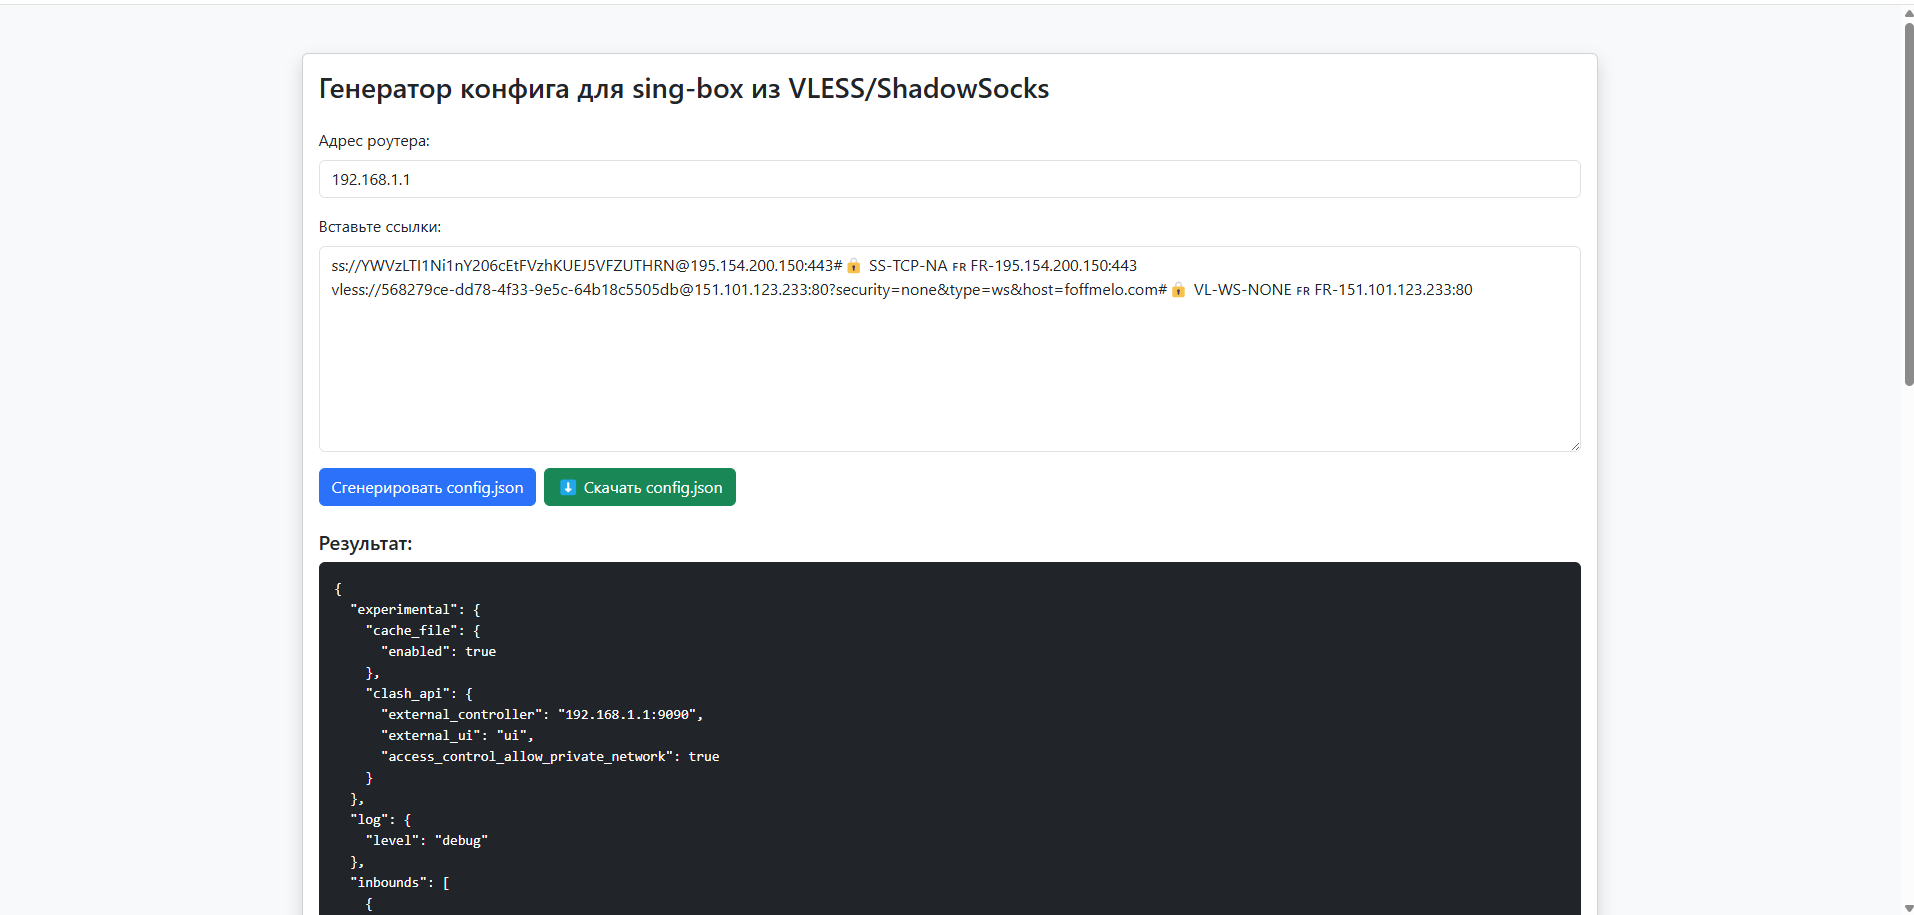 Генератор конфига для sing-box из VLESS/ShadowSocks
Адрес роутера:
192.168.1.1
Вставьте ссылки:
ss://YWVzLTI1Ni1nY206cEtFVzhKUEJ5VFZUTHRN@195.154.200.150:443#🔒 SS-TCP-NA 🇫🇷 FR-195.154.200.150:443
vless://568279ce-dd78-4f33-9e5c-64b18c5505db@151.101.123.233:80?security=none&type=ws&host=foffmelo.com#🔒 VL-WS-NONE 🇫🇷 FR-151.101.123.233:80
Сгенерировать config.json
⬇️ Скачать config.json
Результат:
{
"experimental": {
"cache_file": {
"enabled": true
},
"clash_api": {
"external_controller": "192.168.1.1:9090",
"external_ui": "ui",
"access_control_allow_private_network": true
}
},
"log": {
"level": "debug"
},
"inbounds": [
{